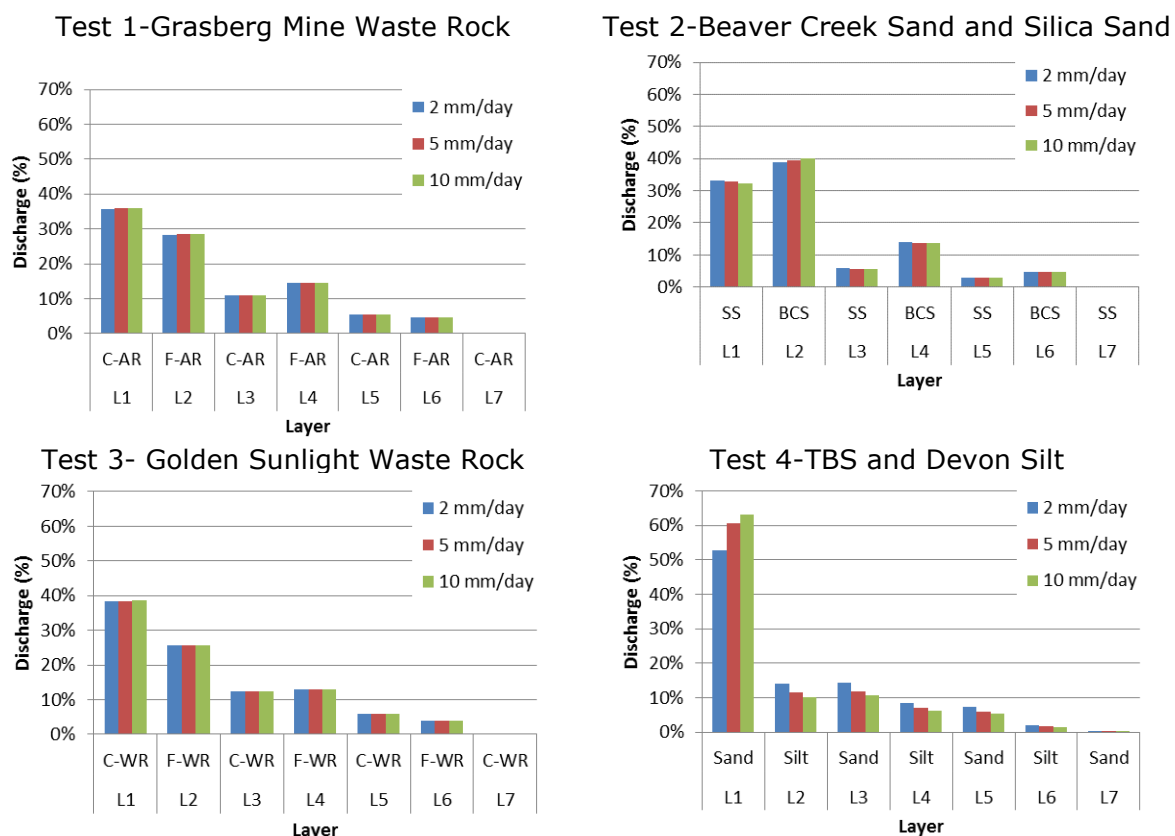 Test 1-Grasberg Mine Waste Rock
70%
60%
50%
40%
30%
20%
10%
0%
Discharge (%)
2 mm/day
5 mm/day
10 mm/day
C-AR F-AR C-AR F-AR C-AR F-AR C-AR
L1 L2 L3 L4 L5 L6 L7
Layer
Test 2-Beaver Creek Sand and Silica Sand
70%
60%
50%
40%
30%
20%
10%
0%
Discharge (%)
2 mm/day
5 mm/day
10 mm/day
SS BCS SS BCS SS BCS SS
L1 L2 L3 L4 L5 L6 L7
Layer
Test 3- Golden Sunlight Waste Rock
70%
60%
50%
40%
30%
20%
10%
0%
Discharge (%)
2 mm/day
5 mm/day
10 mm/day
C-WR F-WR C-WR F-WR C-WR F-WR C-WR
L1 L2 L3 L4 L5 L6 L7
Layer
Test 4-TBS and Devon Silt
70%
60%
50%
40%
30%
20%
10%
0%
Discharge (%)
2 mm/day
5 mm/day
10 mm/day
Sand Silt Sand Silt Sand Silt Sand
L1 L2 L3 L4 L5 L6 L7
Layer